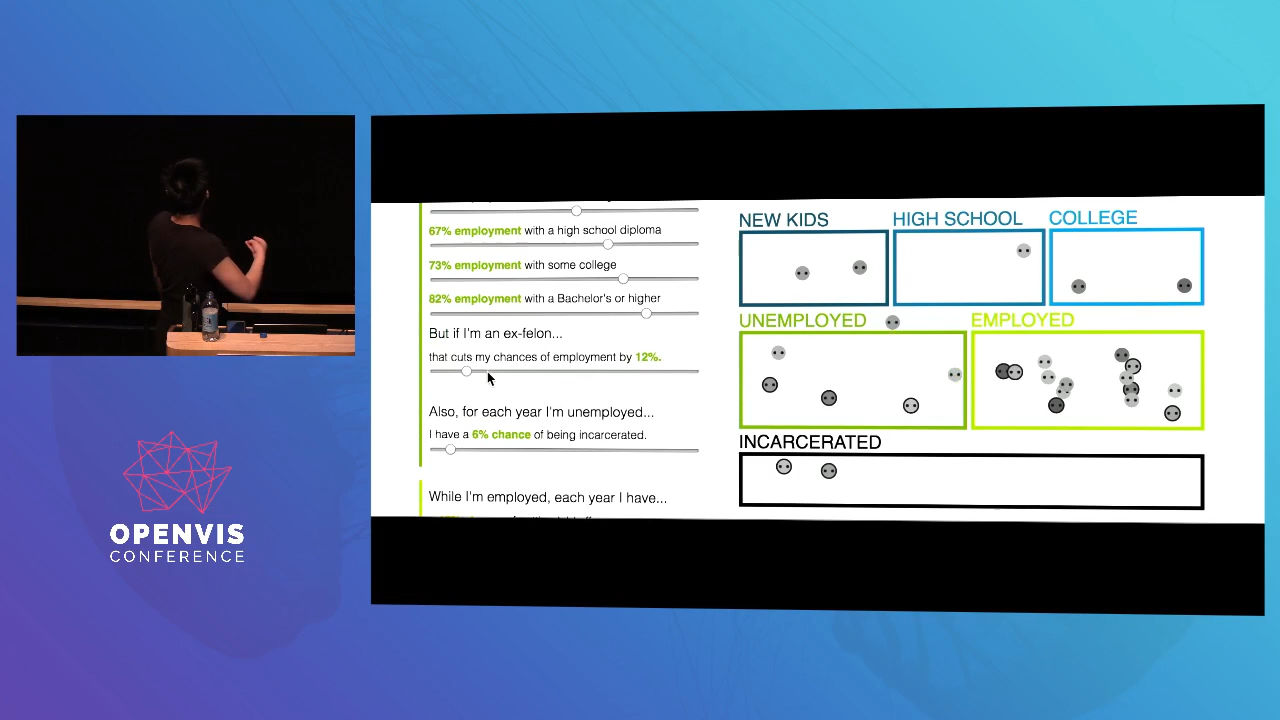 67% employment with a high school diploma
73% employment with some college
82% employment with a Bachelor's or higher
But if I'm an ex-felon...
that cuts my chances of employment by 12%.
Also, for each year I'm unemployed...
I have a 6% chance of being incarcerated.
While I'm employed, each year I have...
NEW KIDS
HIGH SCHOOL
COLLEGE
UNEMPLOYED
EMPLOYED
INCARCERATED
OPENVIS
CONFERENCE